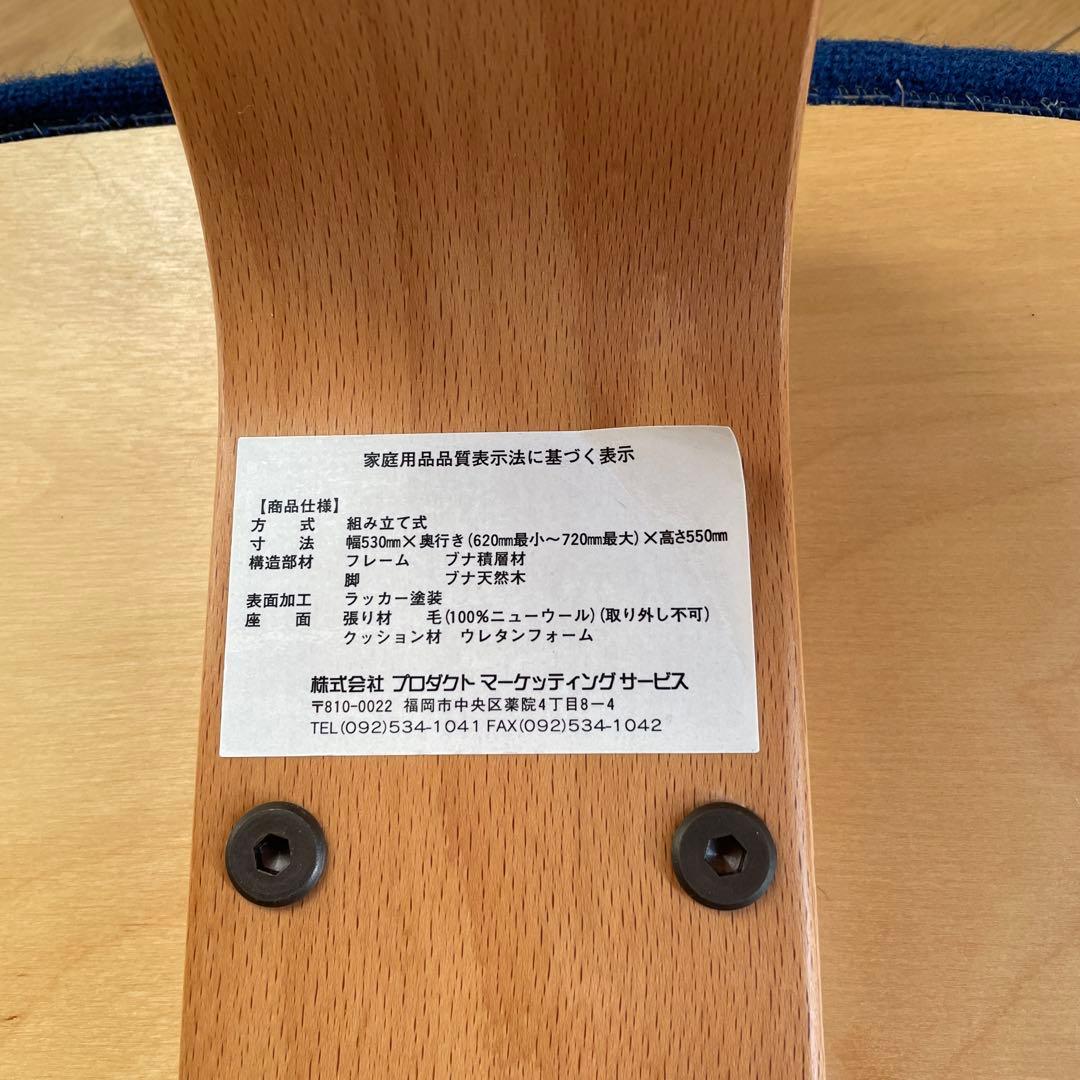 家庭用品品質表示法に基づく表示
【商品仕様】
方 式 組み立て式
寸 法 幅530㎜×奥行き(620㎜最小～720㎜最大)×高さ550㎜
構造部材 フレーム ブナ積層材
脚 ブナ天然木
表面加工 ラッカー塗装
座 面 張り材 毛(100%ニューウール)(取り外し不可)
クッション材 ウレタンフォーム
株式会社 プロダクト マーケッティング サービス
〒810-0022 福岡市中央区薬院4丁目8－4
TEL(092)534-1041 FAX(092)534-1042